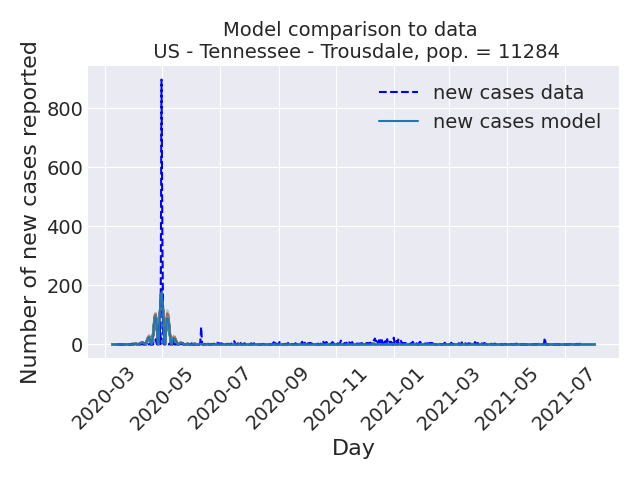 Model comparison to data
US - Tennessee - Trousdale, pop. = 11284
Number of new cases reported
800
600
400
200
0
new cases data
new cases model
2020-03
2020-05
2020-07
2020-09
2020-11
2021-01
2021-03
2021-05
2021-07
Day